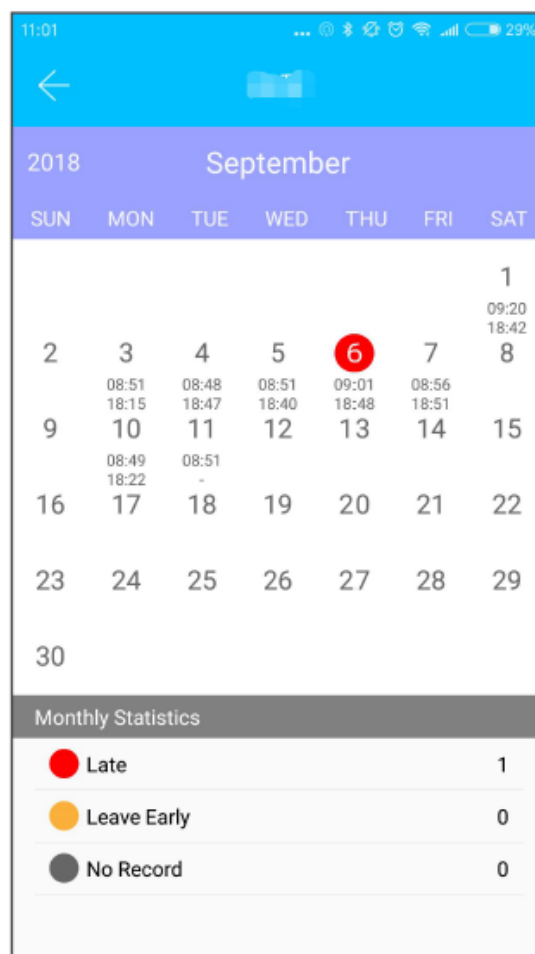 11:01 ... 29%
2018 September
SUN MON TUE WED THU FRI SAT
1
09:20
18:42
2 3 4 5 6 7 8
08:51 08:48 08:51 09:01 08:56
18:15 18:47 18:40 18:48 18:51
9 10 11 12 13 14 15
08:49 08:51
18:22 -
16 17 18 19 20 21 22
23 24 25 26 27 28 29
30
Monthly Statistics
Late 1
Leave Early 0
No Record 0